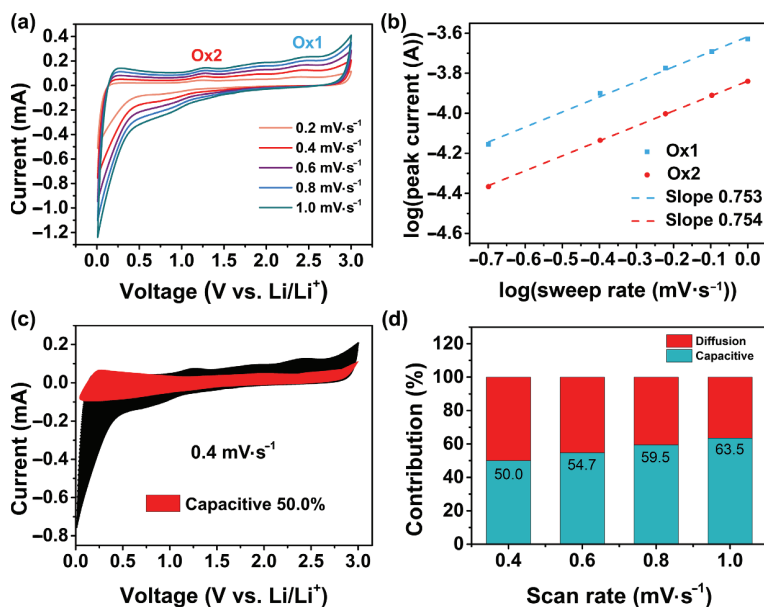 (a)
Ox2
Ox1
0.4
0.2
0.0
−0.2
−0.4
−0.6
−0.8
−1.0
−1.2
Current (mA)
0.2 mV·s⁻¹
0.4 mV·s⁻¹
0.6 mV·s⁻¹
0.8 mV·s⁻¹
1.0 mV·s⁻¹
0.0 0.5 1.0 1.5 2.0 2.5 3.0
Voltage (V vs. Li/Li⁺)
(b)
−3.6
−3.8
−4.0
−4.2
−4.4
−4.6
log(peak current (A))
Ox1
Ox2
Slope 0.753
Slope 0.754
−0.7 −0.6 −0.5 −0.4 −0.3 −0.2 −0.1 0.0
log(sweep rate (mV·s⁻¹))
(c)
0.4
0.2
0.0
−0.2
−0.4
−0.6
−0.8
Current (mA)
0.4 mV·s⁻¹
Capacitive 50.0%
0.0 0.5 1.0 1.5 2.0 2.5 3.0
Voltage (V vs. Li/Li⁺)
(d)
120
100
80
60
40
20
0
Contribution (%)
Diffusion
Capacitive
50.0
54.7
59.5
63.5
0.4 0.6 0.8 1.0
Scan rate (mV·s⁻¹)